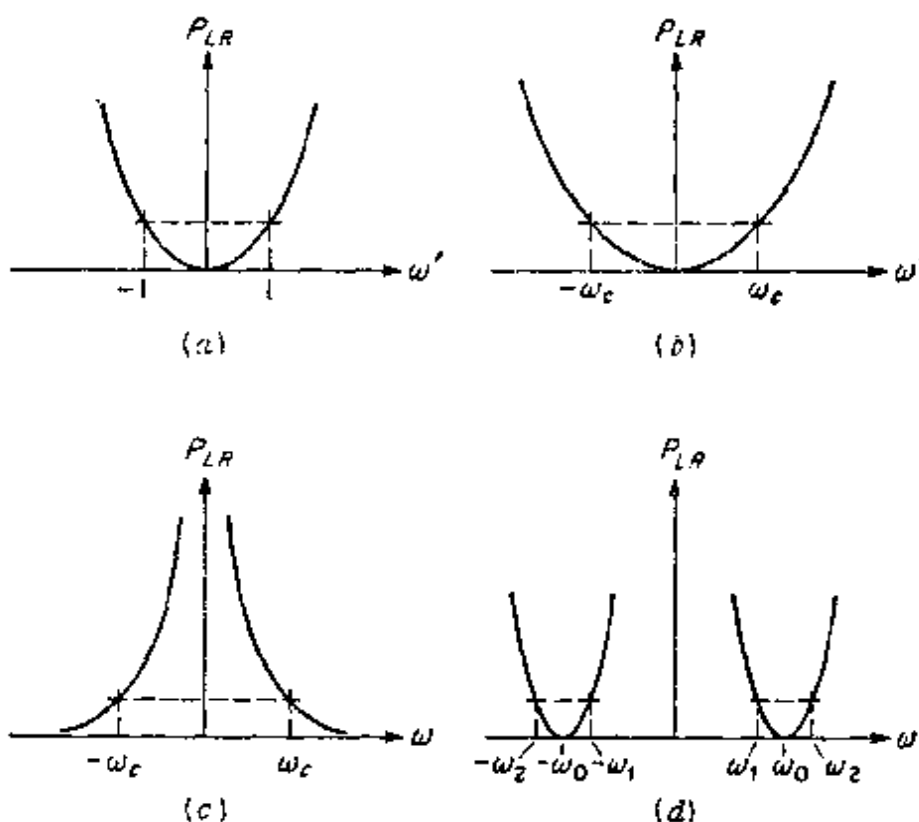 P_LR P_LR
-1 1 ω′ -ω_c ω_c ω
(a) (b)
P_LR P_LR
-ω_c ω_c ω -ω_2 -ω_0 -ω_1 ω_1 ω_0 ω_2 ω
(c) (d)